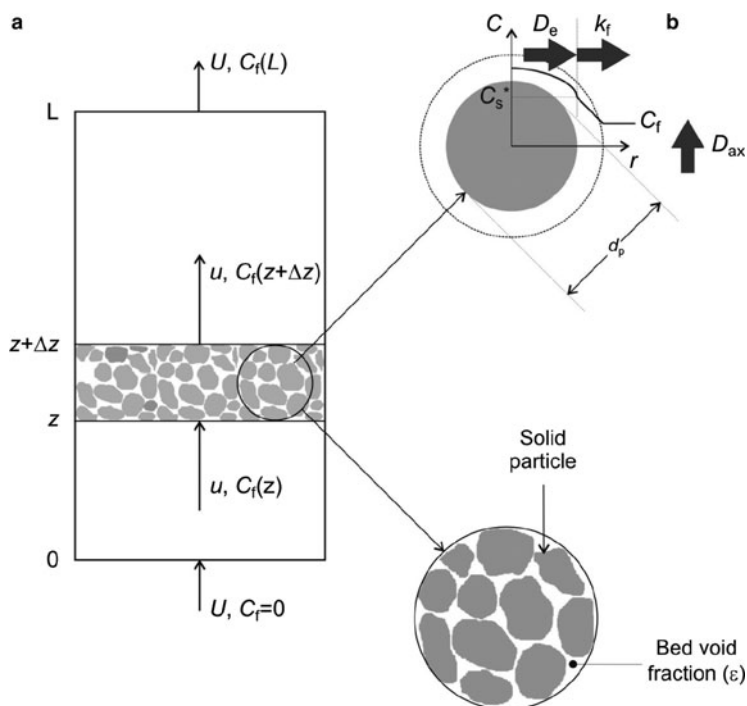 a
U, Cf(L)
L
u, Cf(z+Δz)
z+Δz
z
u, Cf(z)
0
U, Cf=0
b
C
De
kf
Cs*
Cf
r
Dax
dp
Solid
particle
Bed void
fraction (ε)